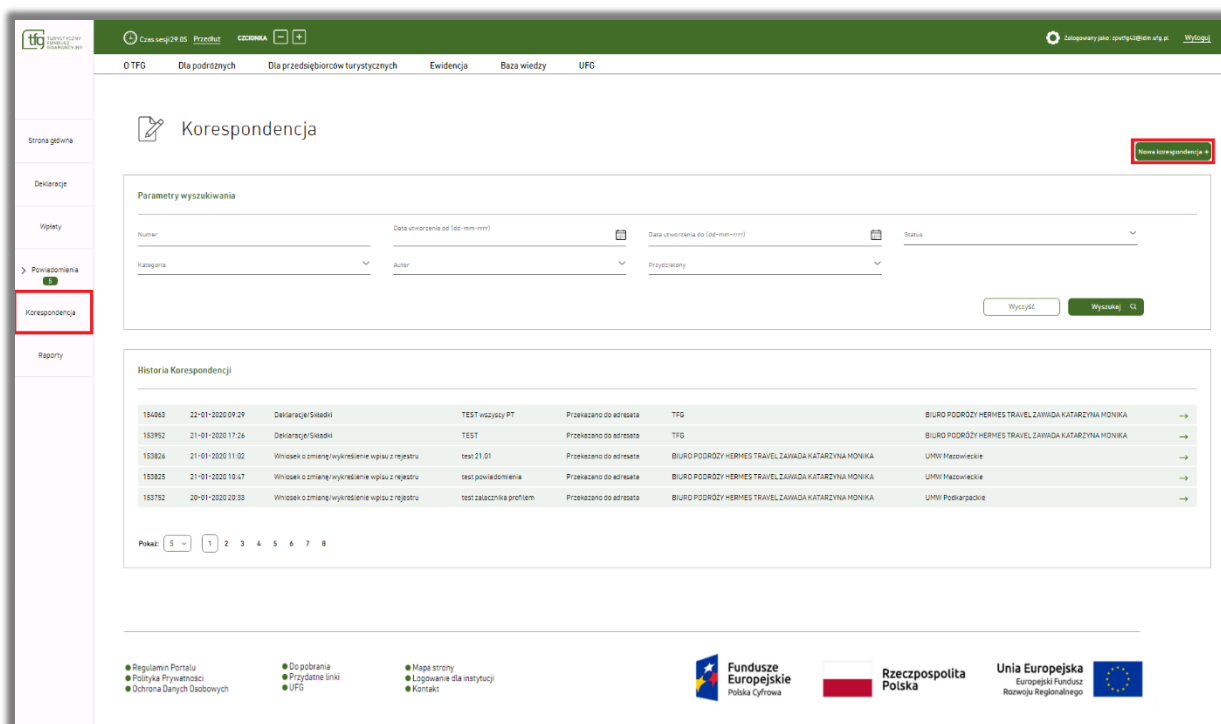 tfg TURYSTYCZNY
FUNDUSZ
GWARANCYJNY
Czas sesji 29:05 Przedłuż CZCIONKA − +
Zalogowany jako: zpstfg43@idm.ufg.pl Wyloguj
O TFG Dla podróżnych Dla przedsiębiorców turystycznych Ewidencja Baza wiedzy UFG
Strona główna
Deklaracje
Wpłaty
Powiadomienia
5
Korespondencja
Raporty
Korespondencja
Nowa korespondencja +
Parametry wyszukiwania
Numer Data utworzenia od (dd-mm-rrrr) Data utworzenia do (dd-mm-rrrr) Status
Kategoria Autor Przydzielony
Wyczyść Wyszukaj
Historia Korespondencji
154063 22-01-2020 09:29 Deklaracje/Składki TEST wszyscy PT Przekazano do adresata TFG BIURO PODRÓŻY HERMES TRAVEL ZAWADA KATARZYNA MONIKA →
153952 21-01-2020 17:26 Deklaracje/Składki TEST Przekazano do adresata TFG BIURO PODRÓŻY HERMES TRAVEL ZAWADA KATARZYNA MONIKA →
153826 21-01-2020 11:02 Wniosek o zmianę/wykreślenie wpisu z rejestru test 21.01 Przekazano do adresata BIURO PODRÓŻY HERMES TRAVEL ZAWADA KATARZYNA MONIKA UMW Mazowieckie →
153825 21-01-2020 10:47 Wniosek o zmianę/wykreślenie wpisu z rejestru test powiadomienia Przekazano do adresata BIURO PODRÓŻY HERMES TRAVEL ZAWADA KATARZYNA MONIKA UMW Mazowieckie →
153752 20-01-2020 20:33 Wniosek o zmianę/wykreślenie wpisu z rejestru test zalacznika profilem Przekazano do adresata BIURO PODRÓŻY HERMES TRAVEL ZAWADA KATARZYNA MONIKA UMW Podkarpackie →
Pokaż: 5 1 2 3 4 5 6 7 8
Regulamin Portalu
Polityka Prywatności
Ochrona Danych Osobowych
Do pobrania
Przydatne linki
UFG
Mapa strony
Logowanie dla instytucji
Kontakt
Fundusze
Europejskie
Polska Cyfrowa
Rzeczpospolita
Polska
Unia Europejska
Europejski Fundusz
Rozwoju Regionalnego